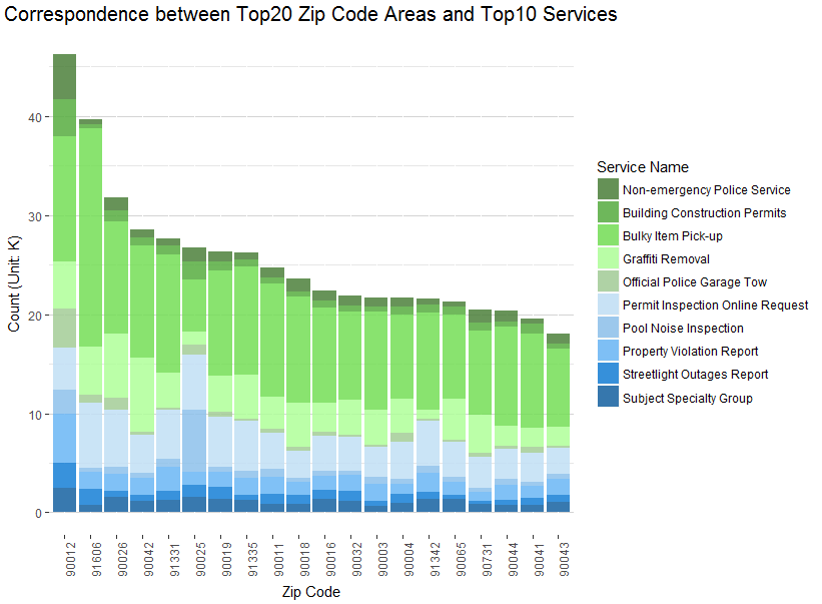 Correspondence between Top20 Zip Code Areas and Top10 Services
Count (Unit: K)
40
30
20
10
0
90012
91606
90026
90042
91331
90025
90019
91335
90011
90018
90016
90032
90003
90004
91342
90065
90731
90044
90041
90043
Zip Code
Service Name
Non-emergency Police Service
Building Construction Permits
Bulky Item Pick-up
Graffiti Removal
Official Police Garage Tow
Permit Inspection Online Request
Pool Noise Inspection
Property Violation Report
Streetlight Outages Report
Subject Specialty Group